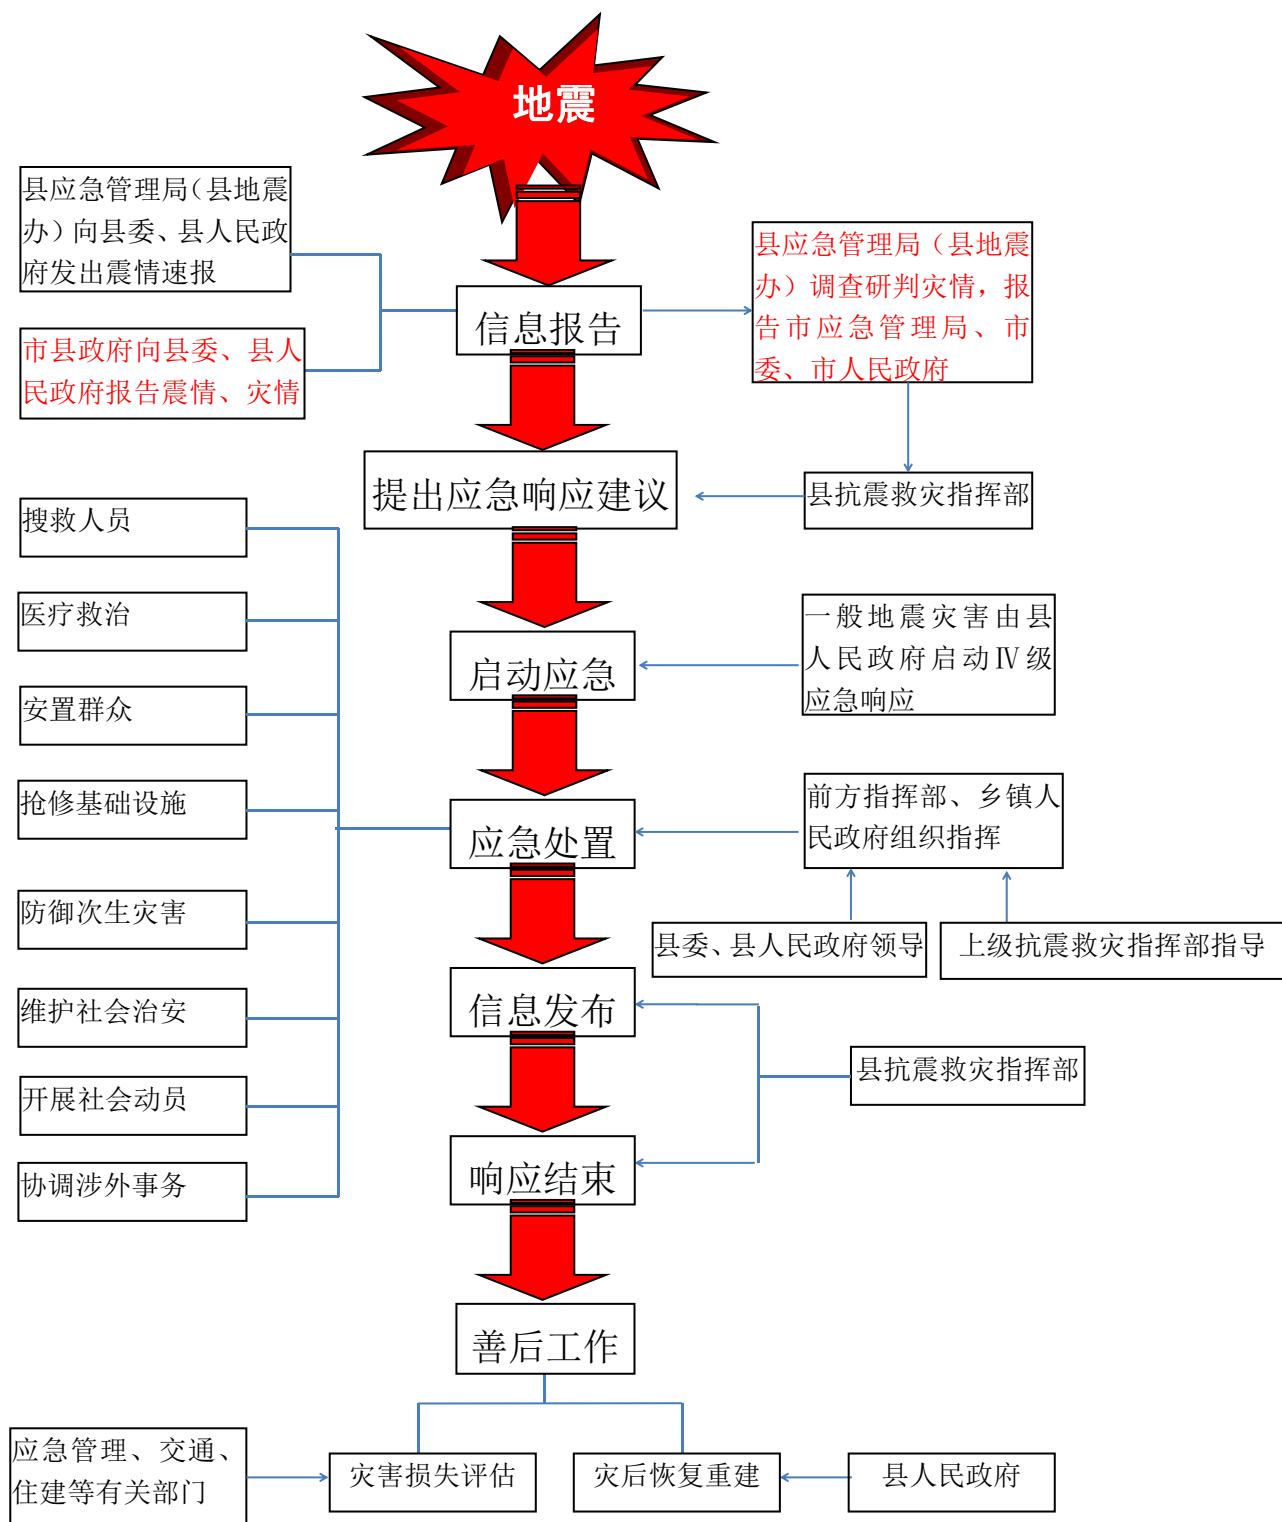 地震
县应急管理局（县地震
办）向县委、县人民政
府发出震情速报
市县政府向县委、县人
民政府报告震情、灾情
信息报告
县应急管理局（县地震
办）调查研判灾情，报
告市应急管理局、市
委、市人民政府
提出应急响应建议
县抗震救灾指挥部
搜救人员
医疗救治
安置群众
抢修基础设施
防御次生灾害
维护社会治安
开展社会动员
协调涉外事务
启动应急
一般地震灾害由县
人民政府启动Ⅳ级
应急响应
应急处置
前方指挥部、乡镇人
民政府组织指挥
县委、县人民政府领导
上级抗震救灾指挥部指导
信息发布
县抗震救灾指挥部
响应结束
善后工作
应急管理、交通、
住建等有关部门
灾害损失评估
灾后恢复重建
县人民政府